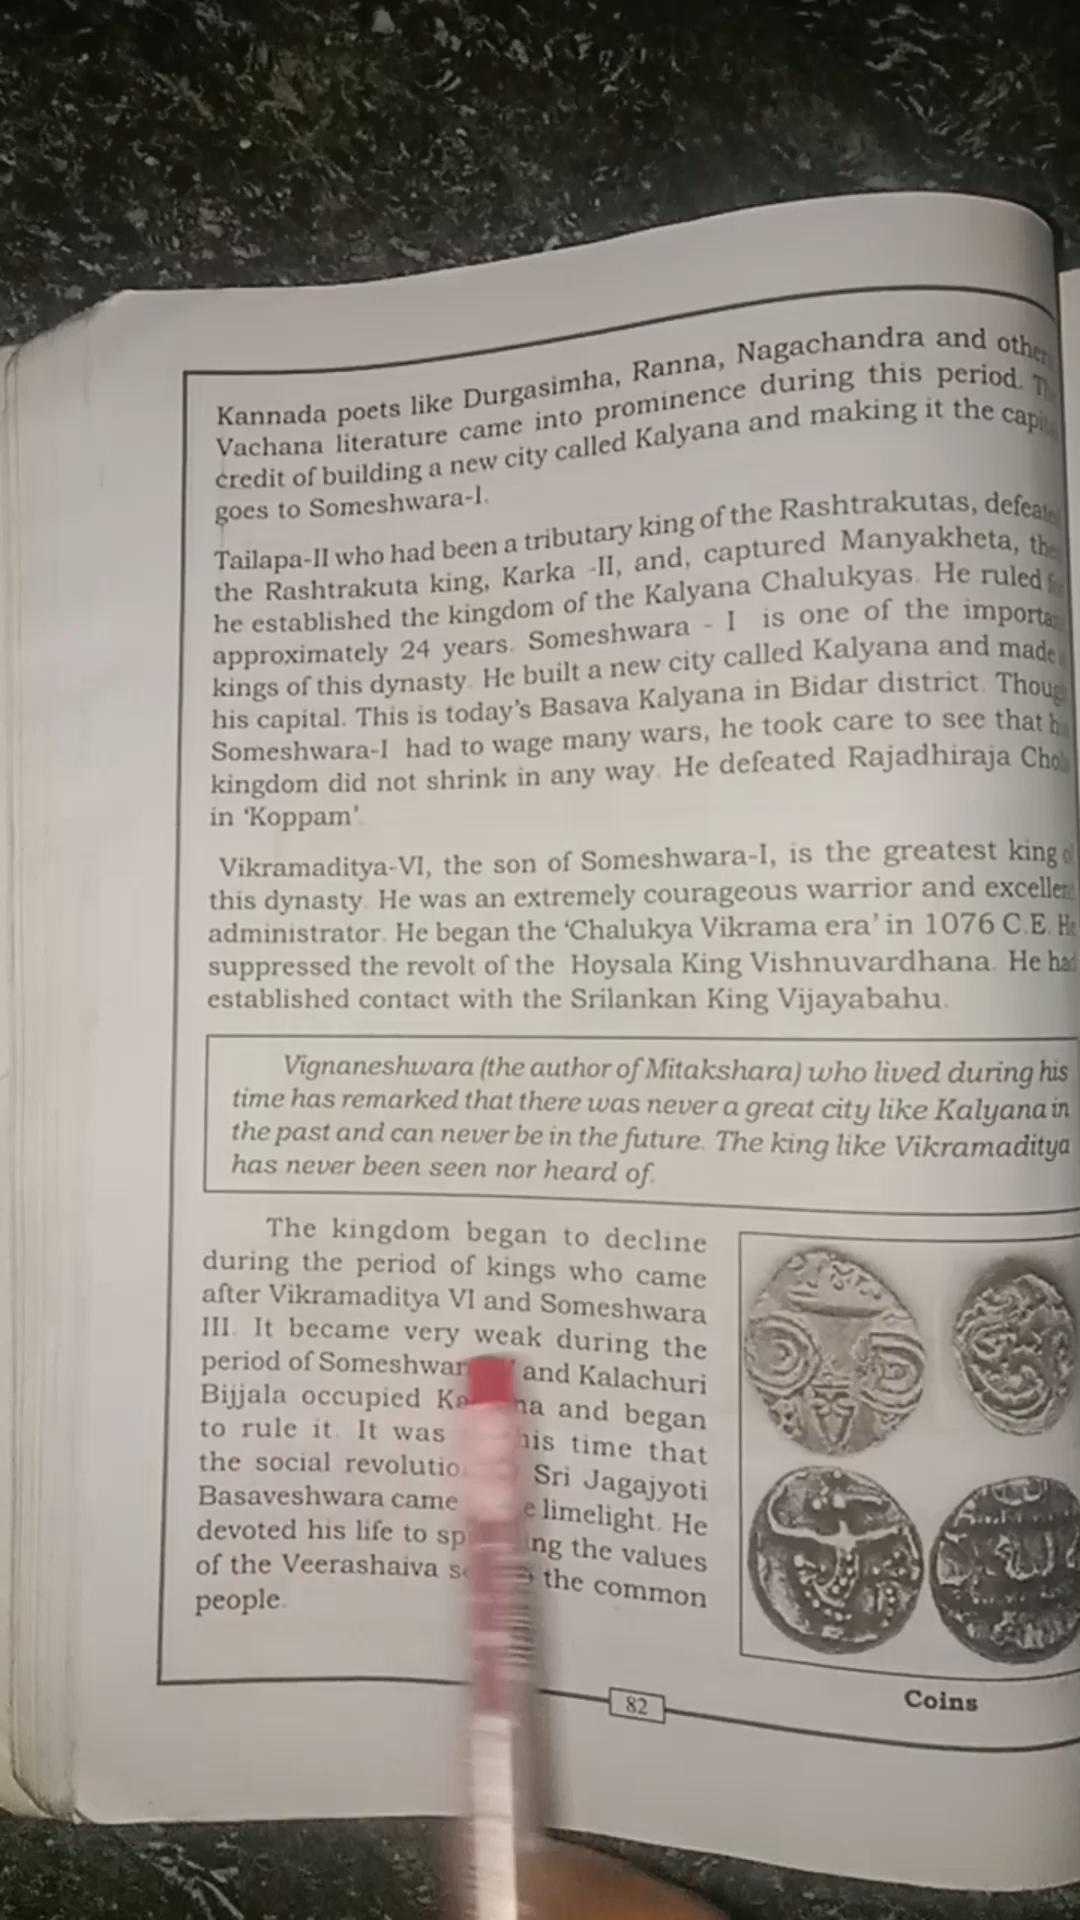 Kannada poets like Durgasimha, Ranna, Nagachandra and
Vachana literature came into prominence during this period.
credit of building a new city called Kalyana and making it the
goes to Someshwara-I.
Tailapa-II who had been a tributary king of the Rashtrakutas,
the Rashtrakuta king, Karka -II, and, captured Manyakheta,
he established the kingdom of the Kalyana Chalukyas. He ruled
approximately 24 years. Someshwara - I is one of the
kings of this dynasty. He built a new city called Kalyana and made
his capital. This is today's Basava Kalyana in Bidar district.
Someshwara-I had to wage many wars, he took care to see that
kingdom did not shrink in any way. He defeated Rajadhiraja
in 'Koppam'
Vikramaditya-VI, the son of Someshwara-I, is the greatest king
this dynasty. He was an extremely courageous warrior and
administrator. He began the 'Chalukya Vikrama era' in 1076 C.E.
suppressed the revolt of the Hoysala King Vishnuvardhana. He
established contact with the Srilankan King Vijayabahu.
Vignaneshwara (the author of Mitakshara) who lived during his
time has remarked that there was never a great city like Kalyana in
the past and can never be in the future. The king like Vikramaditya
has never been seen nor heard of.
The kingdom began to decline
during the period of kings who came
after Vikramaditya VI and Someshwara
III. It became very weak during the
period of and Kalachuri
Bijjala occupied and began
to rule it. It was time that
the social Sri Jagajyoti
Basaveshwara came limelight. He
devoted his life to the values
of the Veerashaiva the common
people.
82
Coins